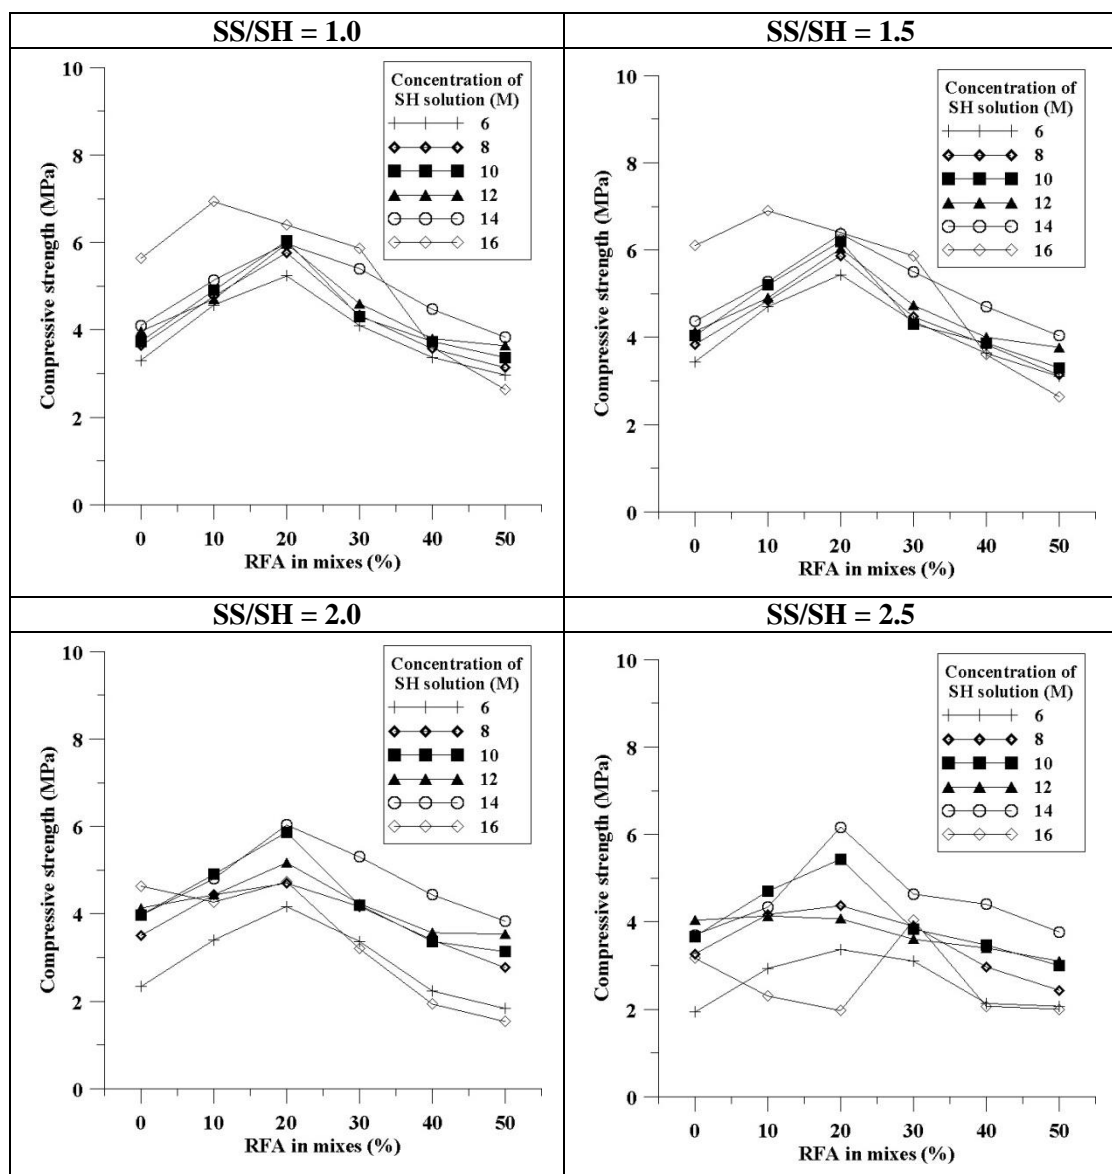 SS/SH = 1.0
Compressive strength (MPa)
10
8
6
4
2
0
Concentration of
SH solution (M)
6
8
10
12
14
16
0 10 20 30 40 50
RFA in mixes (%)
SS/SH = 1.5
Compressive strength (MPa)
10
8
6
4
2
0
Concentration of
SH solution (M)
6
8
10
12
14
16
0 10 20 30 40 50
RFA in mixes (%)
SS/SH = 2.0
Compressive strength (MPa)
10
8
6
4
2
0
Concentration of
SH solution (M)
6
8
10
12
14
16
0 10 20 30 40 50
RFA in mixes (%)
SS/SH = 2.5
Compressive strength (MPa)
10
8
6
4
2
0
Concentration of
SH solution (M)
6
8
10
12
14
16
0 10 20 30 40 50
RFA in mixes (%)